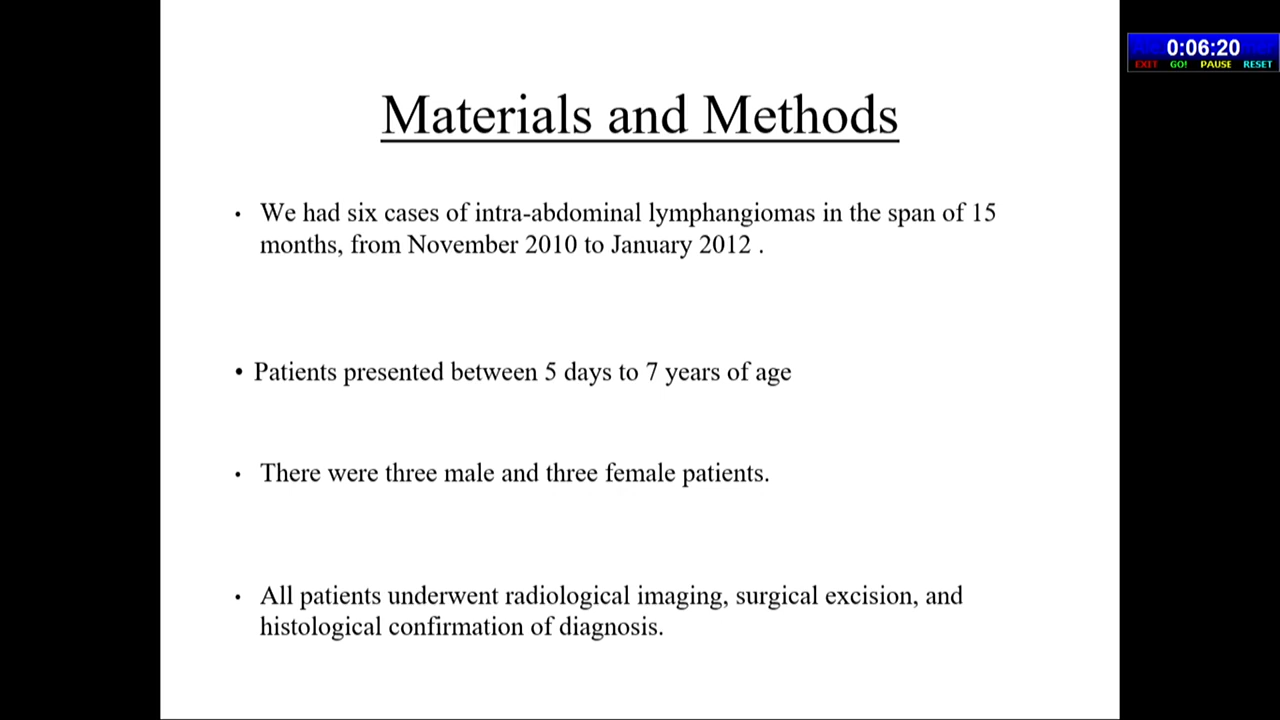 0:06:20
EXIT GO! PAUSE RESET
Materials and Methods
• We had six cases of intra-abdominal lymphangiomas in the span of 15
months, from November 2010 to January 2012 .
• Patients presented between 5 days to 7 years of age
• There were three male and three female patients.
• All patients underwent radiological imaging, surgical excision, and
histological confirmation of diagnosis.